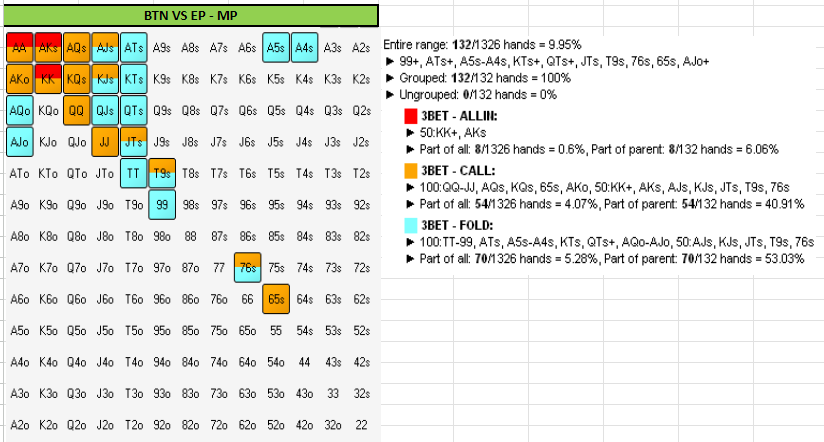 BTN VS EP - MP
AA AKs AQs AJs ATs A9s A8s A7s A6s A5s A4s A3s A2s
AKo KK KQs KJs KTs K9s K8s K7s K6s K5s K4s K3s K2s
AQo KQo QQ QJs QTs Q9s Q8s Q7s Q6s Q5s Q4s Q3s Q2s
AJo KJo QJo JJ JTs J9s J8s J7s J6s J5s J4s J3s J2s
ATo KTo QTo JTo TT T9s T8s T7s T6s T5s T4s T3s T2s
A9o K9o Q9o J9o T9o 99 98s 97s 96s 95s 94s 93s 92s
A8o K8o Q8o J8o T8o 98o 88 87s 86s 85s 84s 83s 82s
A7o K7o Q7o J7o T7o 97o 87o 77 76s 75s 74s 73s 72s
A6o K6o Q6o J6o T6o 96o 86o 76o 66 65s 64s 63s 62s
A5o K5o Q5o J5o T5o 95o 85o 75o 65o 55 54s 53s 52s
A4o K4o Q4o J4o T4o 94o 84o 74o 64o 54o 44 43s 42s
A3o K3o Q3o J3o T3o 93o 83o 73o 63o 53o 43o 33 32s
A2o K2o Q2o J2o T2o 92o 82o 72o 62o 52o 42o 32o 22
Entire range: 132/1326 hands = 9.95%
► 99+, ATs+, A5s-A4s, KTs+, QTs+, JTs, T9s, 76s, 65s, AJo+
► Grouped: 132/132 hands = 100%
► Ungrouped: 0/132 hands = 0%
3BET - ALLIN:
► 50:KK+, AKs
► Part of all: 8/1326 hands = 0.6%, Part of parent: 8/132 hands = 6.06%
3BET - CALL:
► 100:QQ-JJ, AQs, KQs, 65s, AKo, 50:KK+, AKs, AJs, KJs, JTs, T9s, 76s
► Part of all: 54/1326 hands = 4.07%, Part of parent: 54/132 hands = 40.91%
3BET - FOLD:
► 100:TT-99, ATs, A5s-A4s, KTs, QTs+, AQo-AJo, 50:AJs, KJs, JTs, T9s, 76s
► Part of all: 70/1326 hands = 5.28%, Part of parent: 70/132 hands = 53.03%